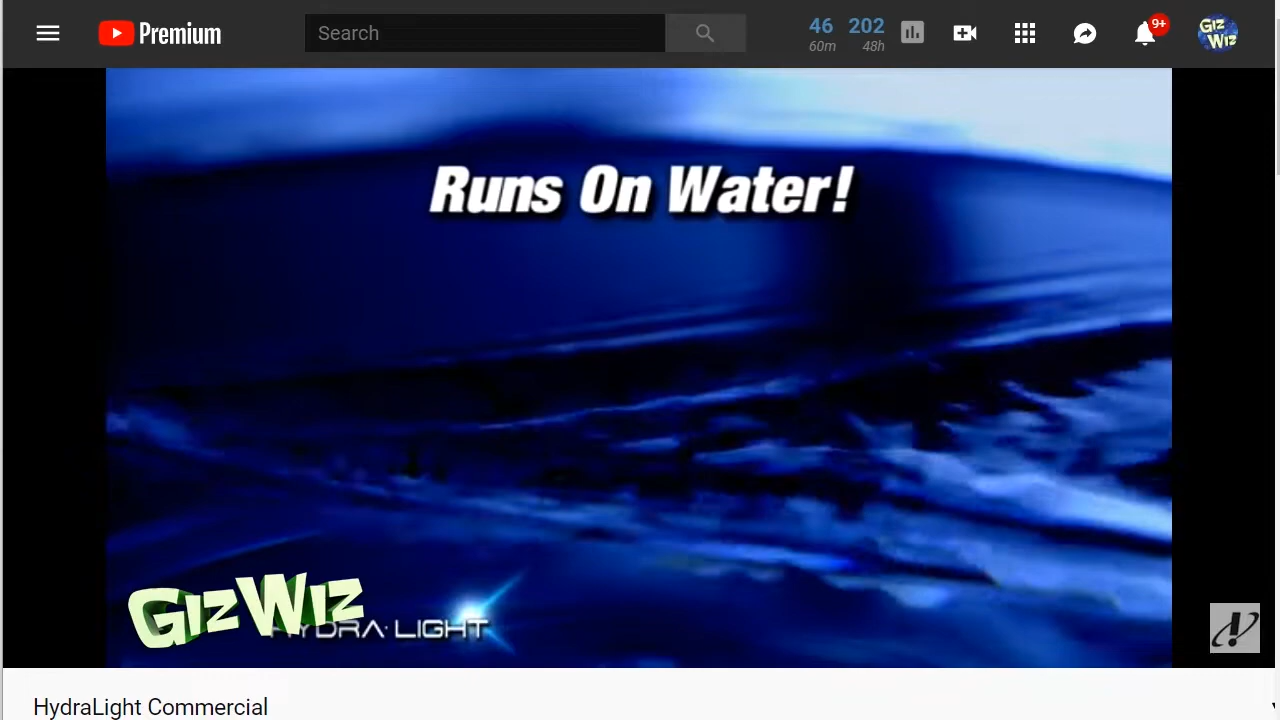 Premium
Search
46 202
60m 48h
9+
GIZ
WIZ
Runs On Water!
GIZWIZ
HYDRA·LIGHT
HydraLight Commercial